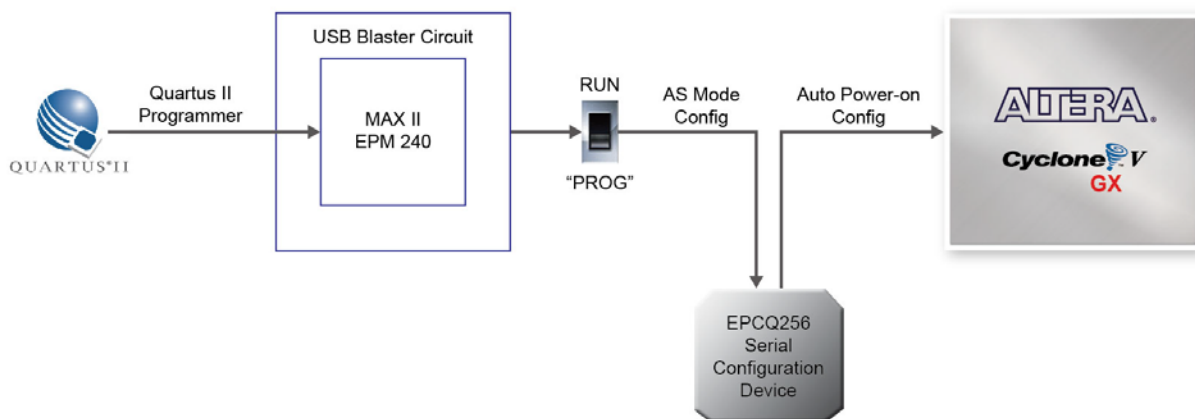 USB Blaster Circuit
MAX II
EPM 240
Quartus II
Programmer
QUARTUS®II
RUN
“PROG”
AS Mode
Config
Auto Power-on
Config
ALTERA®
Cyclone™ V
GX
EPCQ256
Serial
Configuration
Device